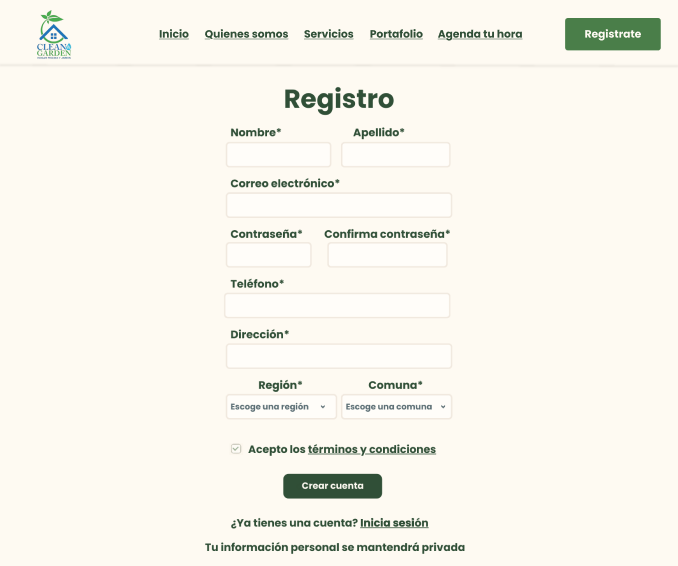 CLEAN
GARDEN
Inicio Quienes somos Servicios Portafolio Agenda tu hora Registrate
Registro
Nombre* Apellido*
Correo electrónico*
Contraseña* Confirma contraseña*
Teléfono*
Dirección*
Región* Comuna*
Escoge una región Escoge una comuna
Acepto los términos y condiciones
Crear cuenta
¿Ya tienes una cuenta? Inicia sesión
Tu información personal se mantendrá privada